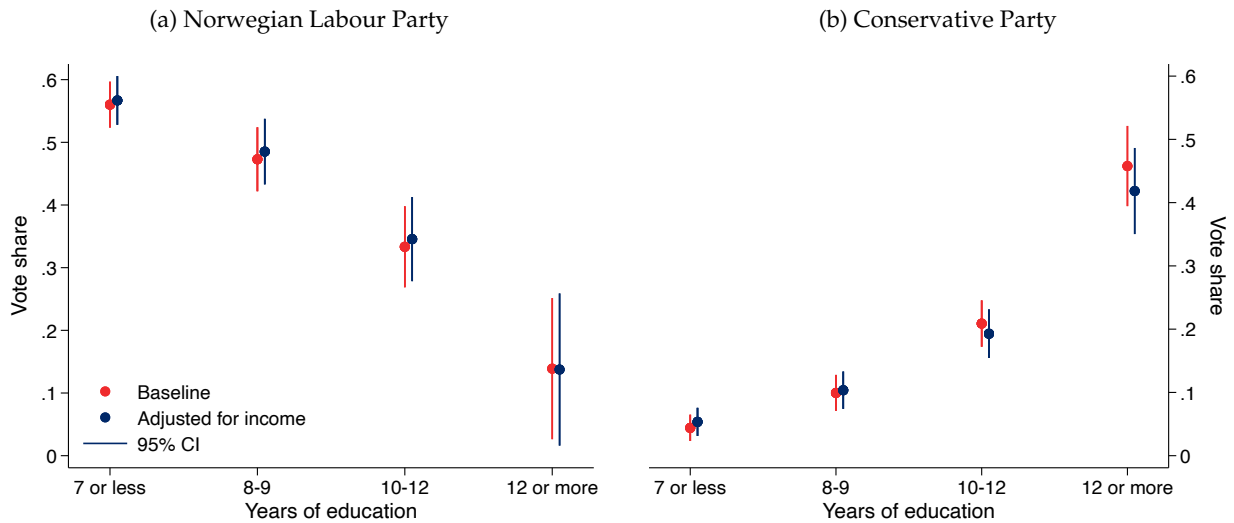 (a) Norwegian Labour Party
.6
.5
.4
.3
.2
.1
0
Vote share
Baseline
Adjusted for income
95% CI
7 or less
8-9
10-12
12 or more
Years of education
(b) Conservative Party
.6
.5
.4
.3
.2
.1
0
Vote share
7 or less
8-9
10-12
12 or more
Years of education